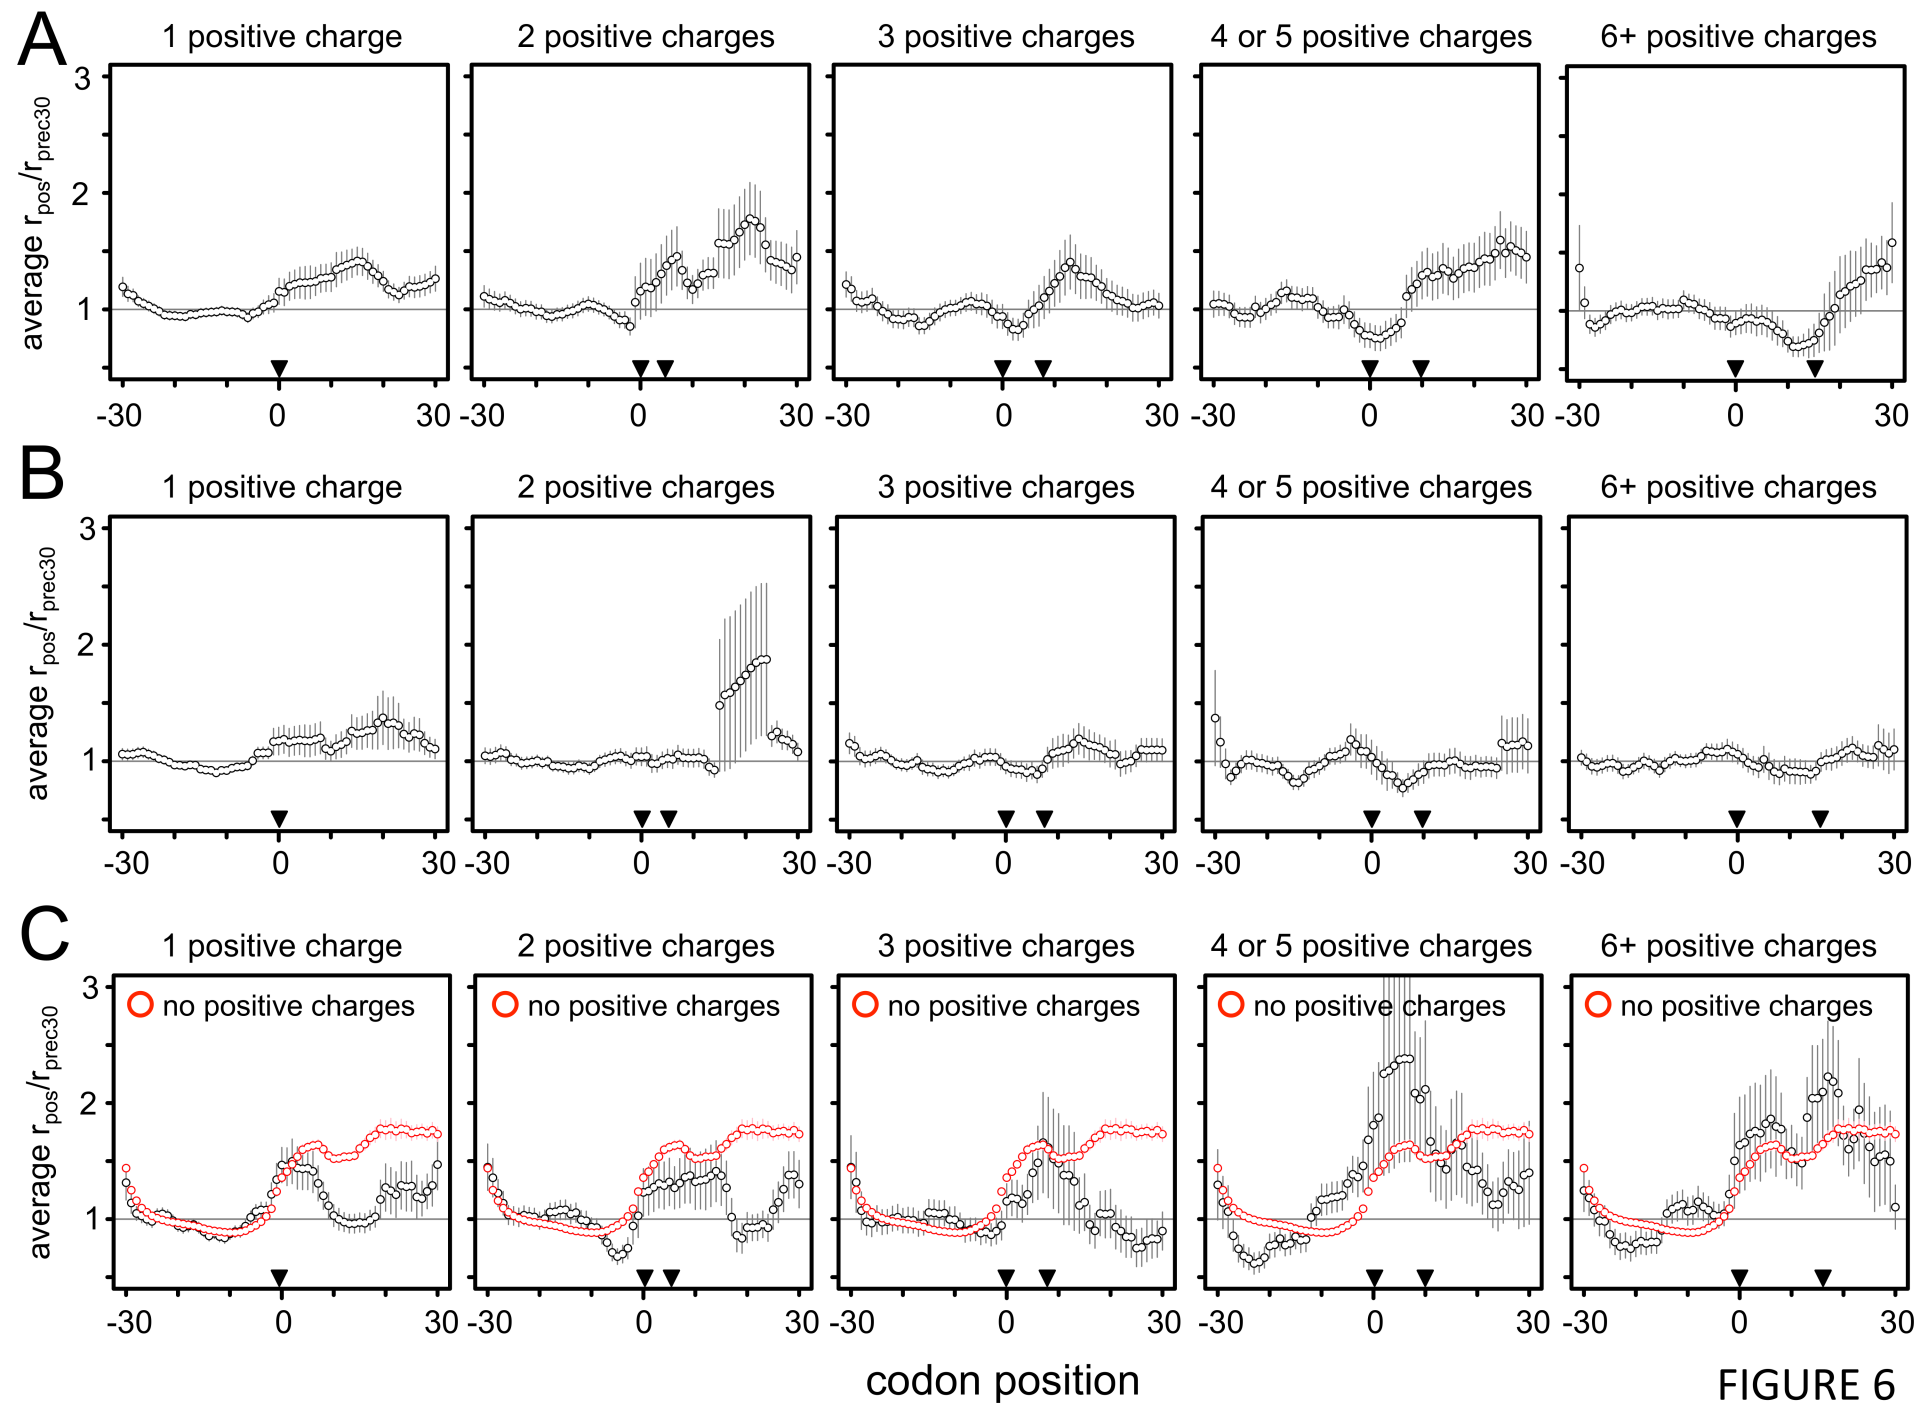 A
1 positive charge
2 positive charges
3 positive charges
4 or 5 positive charges
6+ positive charges
average rpos/rprec30
3
2
1
-30 0 30
-30 0 30
-30 0 30
-30 0 30
-30 0 30
B
1 positive charge
2 positive charges
3 positive charges
4 or 5 positive charges
6+ positive charges
average rpos/rprec30
3
2
1
-30 0 30
-30 0 30
-30 0 30
-30 0 30
-30 0 30
C
1 positive charge
2 positive charges
3 positive charges
4 or 5 positive charges
6+ positive charges
average rpos/rprec30
3
2
1
no positive charges
no positive charges
no positive charges
no positive charges
no positive charges
-30 0 30
-30 0 30
-30 0 30
-30 0 30
-30 0 30
codon position
FIGURE 6